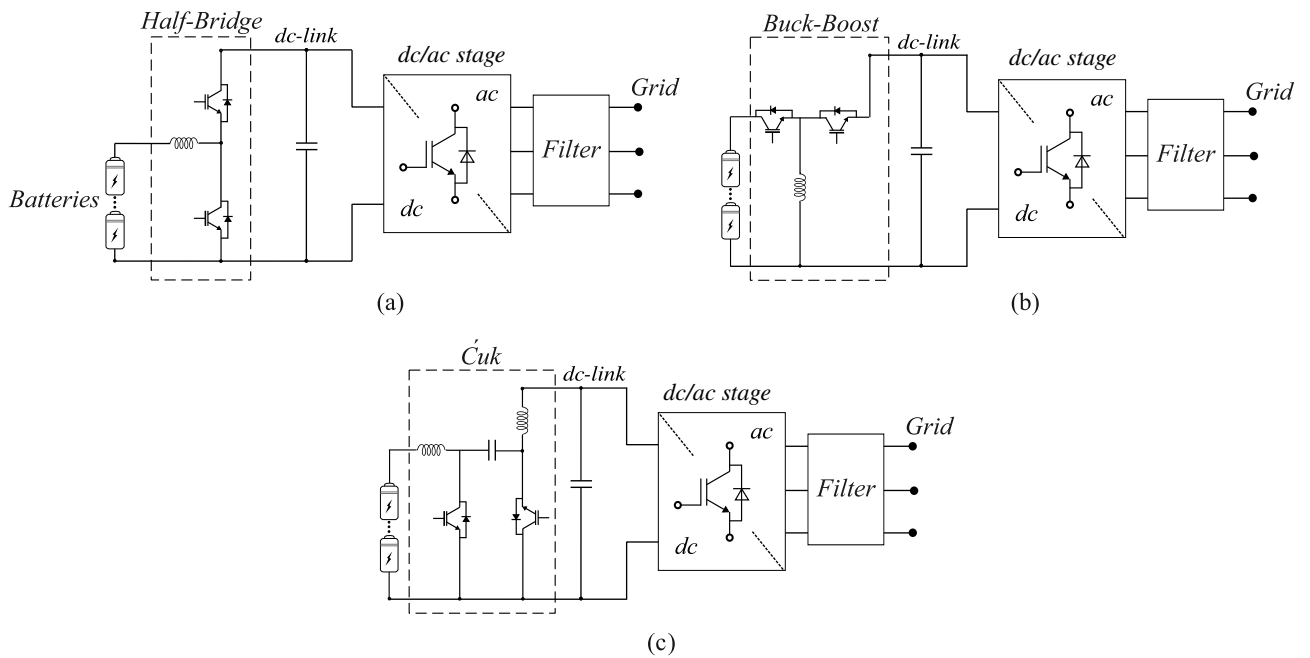 Half-Bridge
dc-link
dc/ac stage
ac
Grid
Filter
Batteries
dc
(a)
Buck-Boost
dc-link
dc/ac stage
ac
Grid
Filter
dc
(b)
Ćuk
dc-link
dc/ac stage
ac
Grid
Filter
dc
(c)